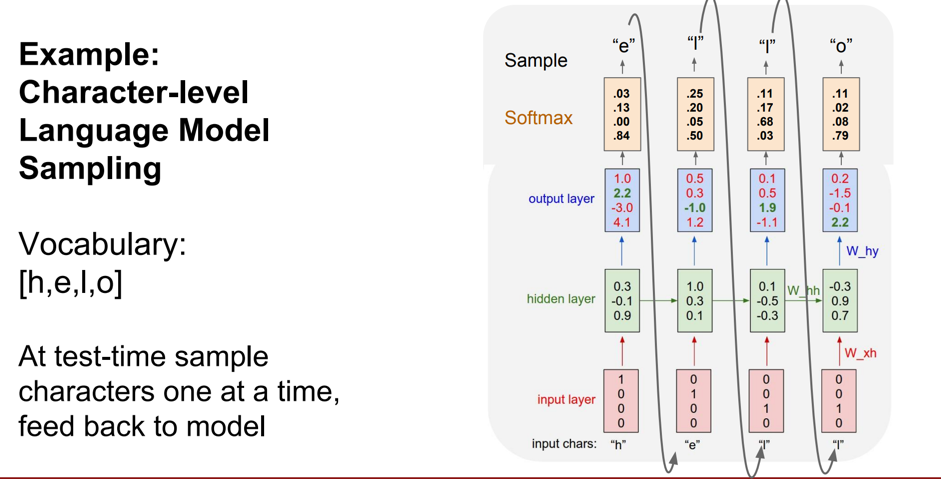 Example:
Character-level
Language Model
Sampling
Vocabulary:
[h,e,l,o]
At test-time sample
characters one at a time,
feed back to model
Sample
“e” “l” “l” “o”
Softmax
.03 .25 .11 .11
.13 .20 .17 .02
.00 .05 .68 .08
.84 .50 .03 .79
output layer
1.0 0.5 0.1 0.2
2.2 0.3 0.5 -1.5
-3.0 -1.0 1.9 -0.1
4.1 1.2 -1.1 2.2
W_hy
hidden layer
0.3 1.0 0.1 -0.3
-0.1 0.3 -0.5 0.9
0.9 0.1 -0.3 0.7
W_hh
W_xh
input layer
1 0 0 0
0 1 0 0
0 0 1 1
0 0 0 0
input chars: “h” “e” “l” “l”